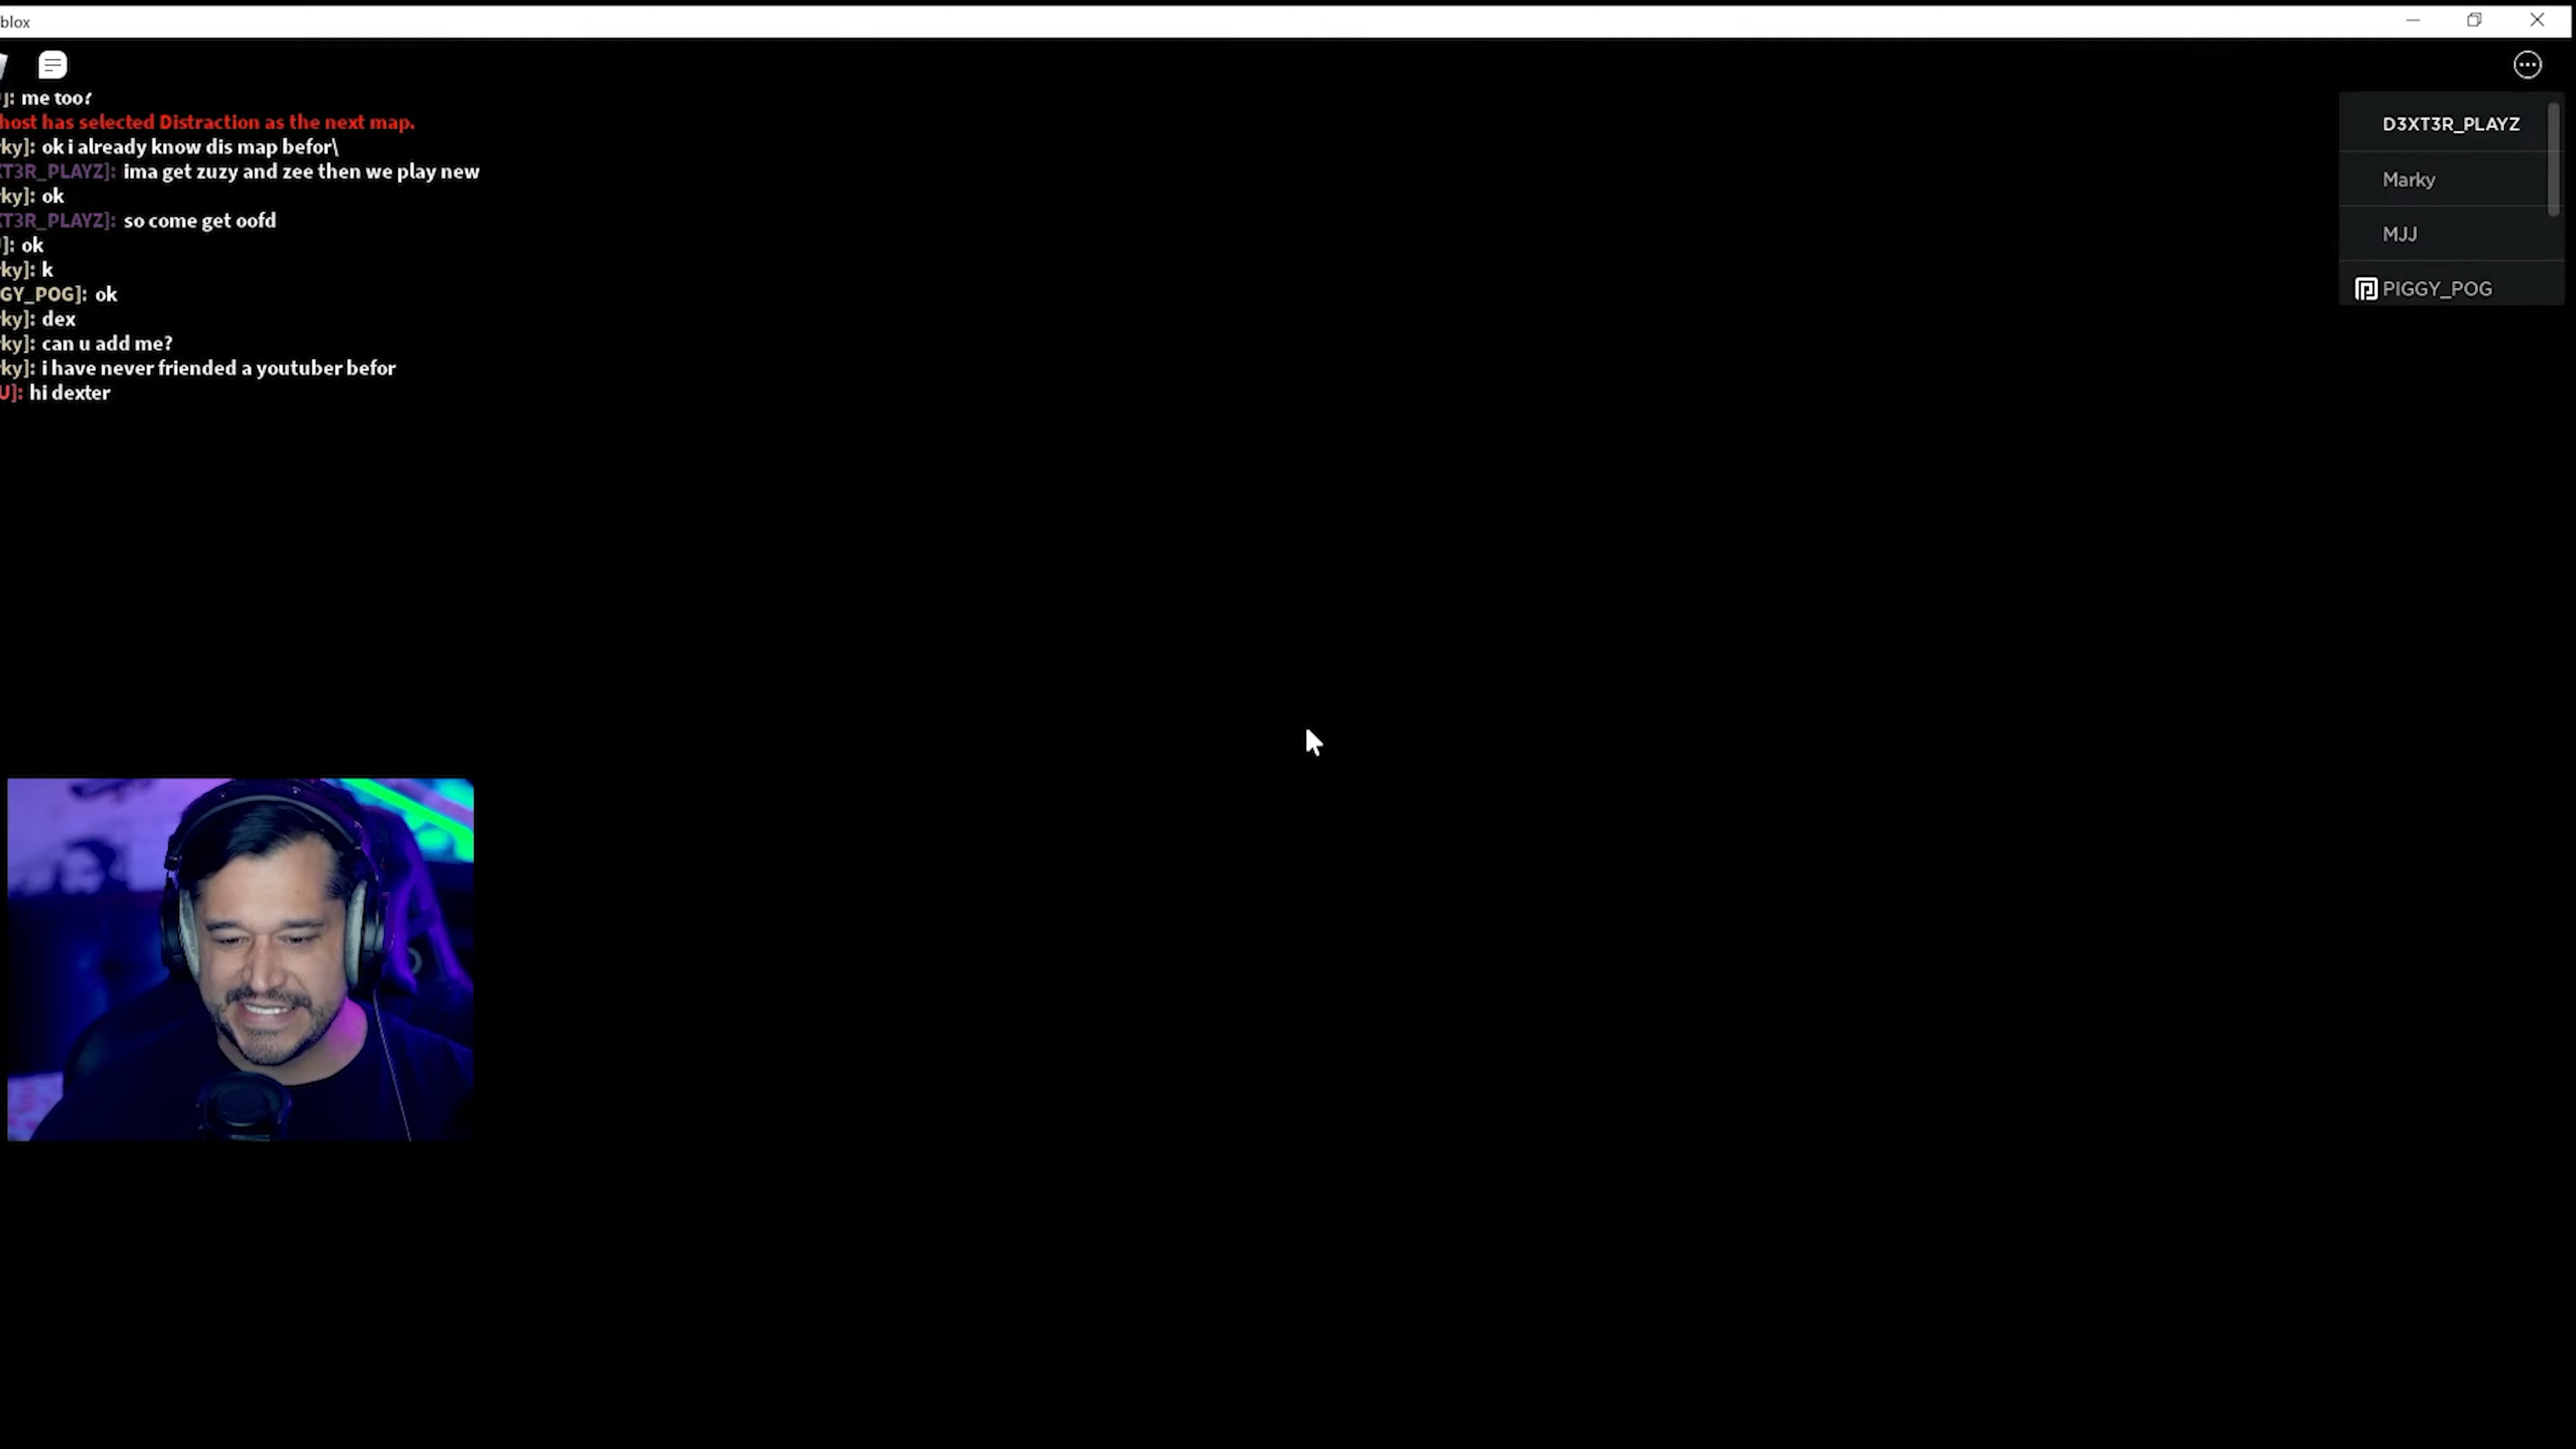 blox
]: me too?
host has selected Distraction as the next map.
ky]: ok i already know dis map befor\
T3R_PLAYZ]: ima get zuzy and zee then we play new
ky]: ok
T3R_PLAYZ]: so come get oofd
]: ok
ky]: k
GY_POG]: ok
ky]: dex
ky]: can u add me?
ky]: i have never friended a youtuber befor
U]: hi dexter
D3XT3R_PLAYZ
Marky
MJJ
PIGGY_POG